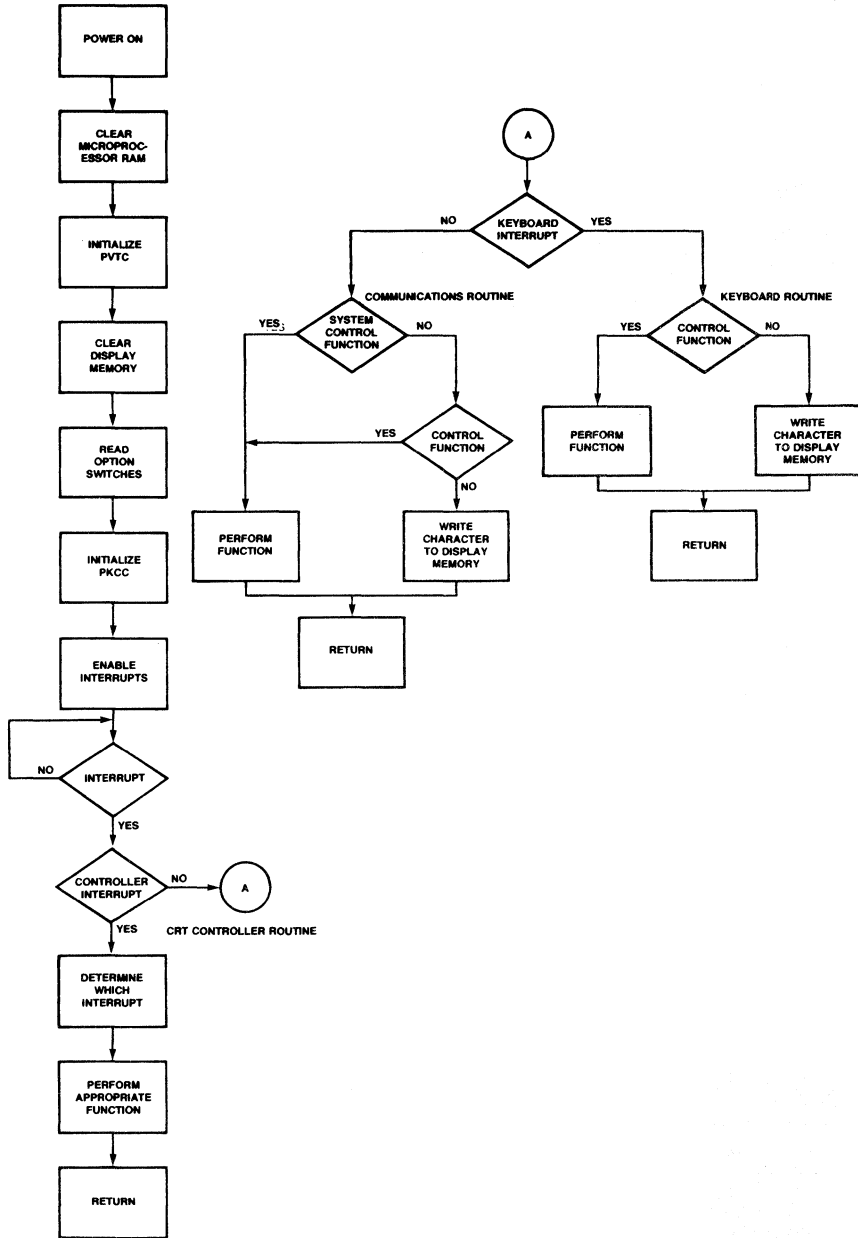 POWER ON
CLEAR
MICROPROC-
ESSOR RAM
INITIALIZE
PVTC
CLEAR
DISPLAY
MEMORY
READ
OPTION
SWITCHES
INITIALIZE
PKCC
ENABLE
INTERRUPTS
NO
INTERRUPT
YES
CONTROLLER
INTERRUPT
NO
A
YES
CRT CONTROLLER ROUTINE
DETERMINE
WHICH
INTERRUPT
PERFORM
APPROPRIATE
FUNCTION
RETURN
A
NO
KEYBOARD
INTERRUPT
YES
COMMUNICATIONS ROUTINE
YES
SYSTEM
CONTROL
FUNCTION
NO
YES
CONTROL
FUNCTION
NO
PERFORM
FUNCTION
WRITE
CHARACTER
TO DISPLAY
MEMORY
RETURN
KEYBOARD ROUTINE
YES
CONTROL
FUNCTION
NO
PERFORM
FUNCTION
WRITE
CHARACTER
TO DISPLAY
MEMORY
RETURN